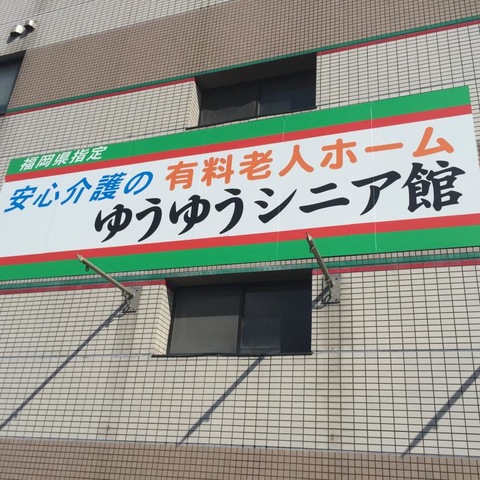 福岡県指定
安心介護の 有料老人ホーム
ゆうゆうシニア館